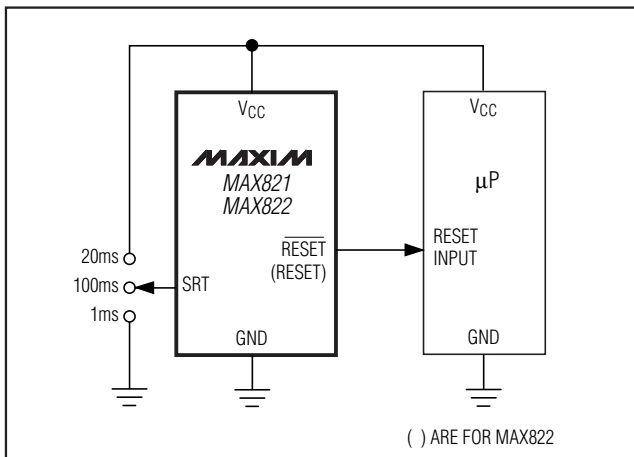 VCC
MAXIM
MAX821
MAX822
RESET
(RESET)
20ms
100ms
1ms
SRT
GND
VCC
μP
RESET
INPUT
GND
( ) ARE FOR MAX822